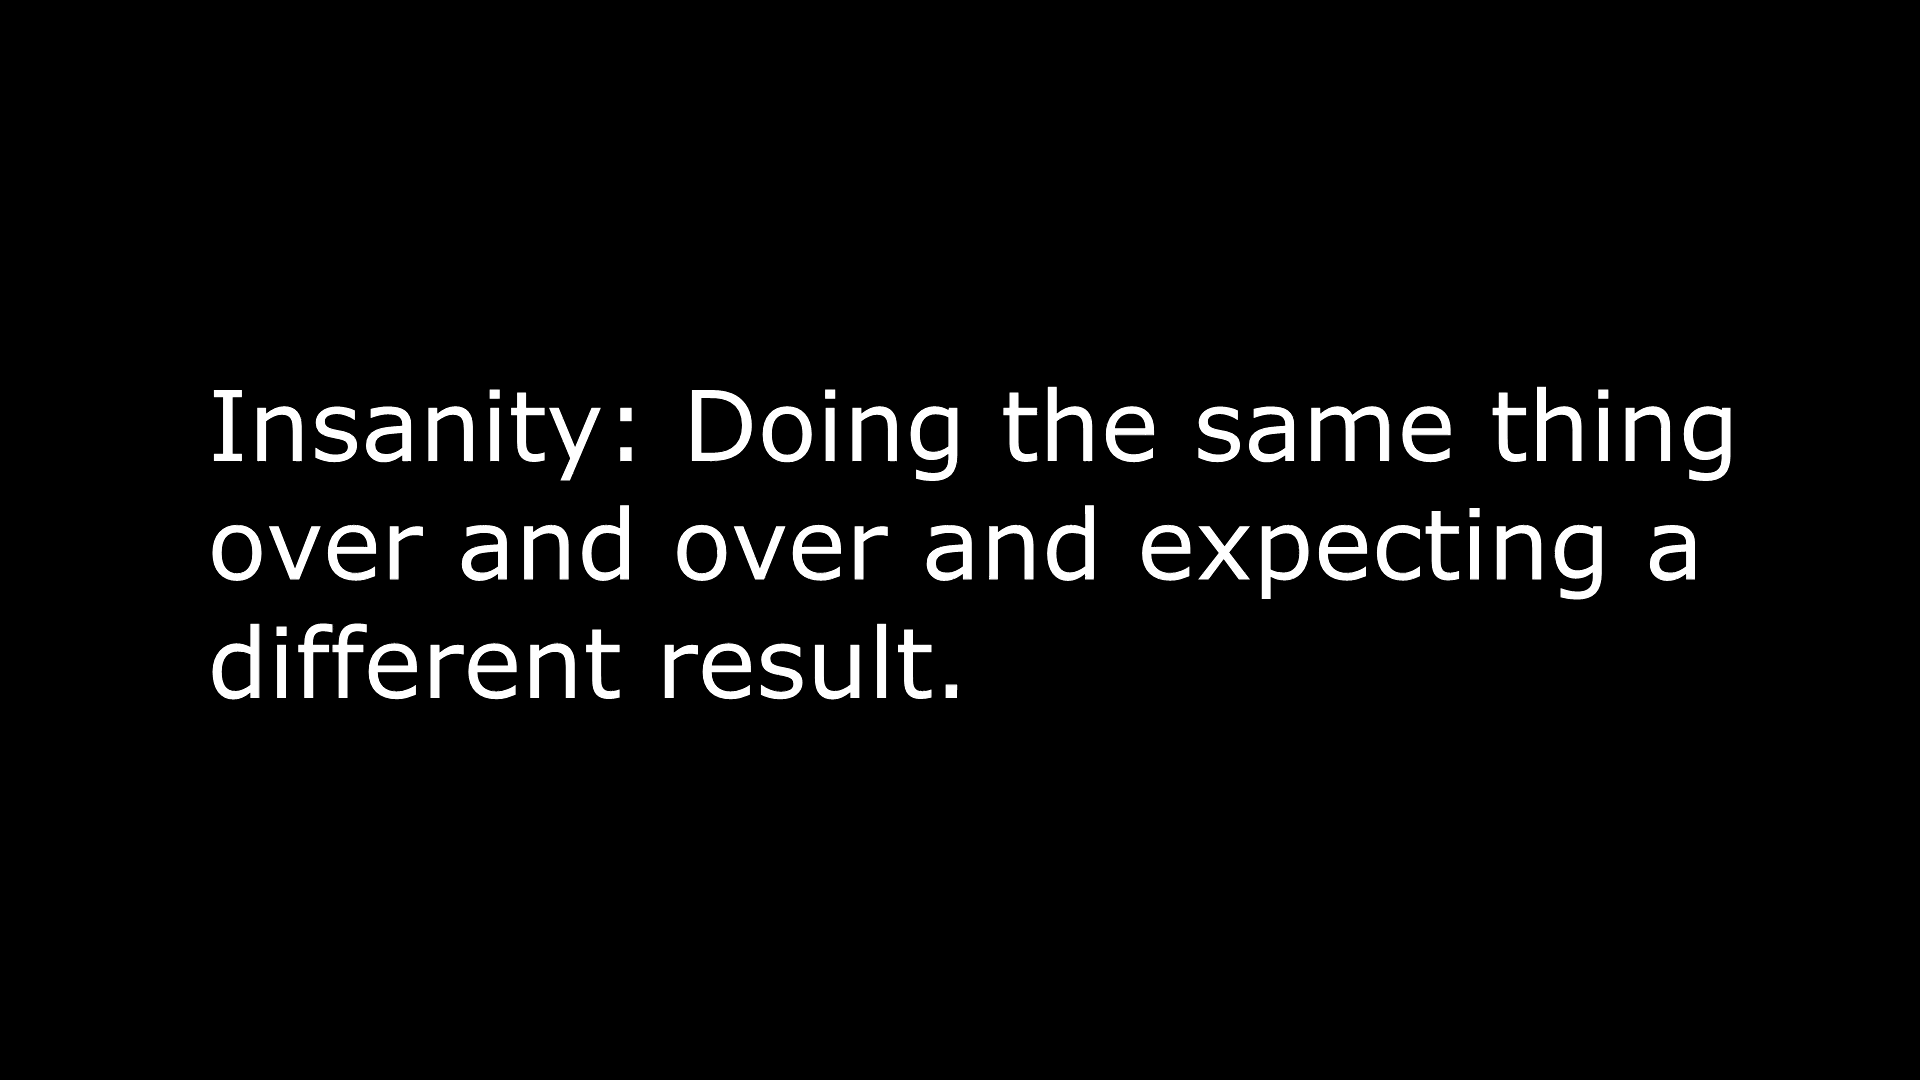 Insanity: Doing the same thing
over and over and expecting a
different result.